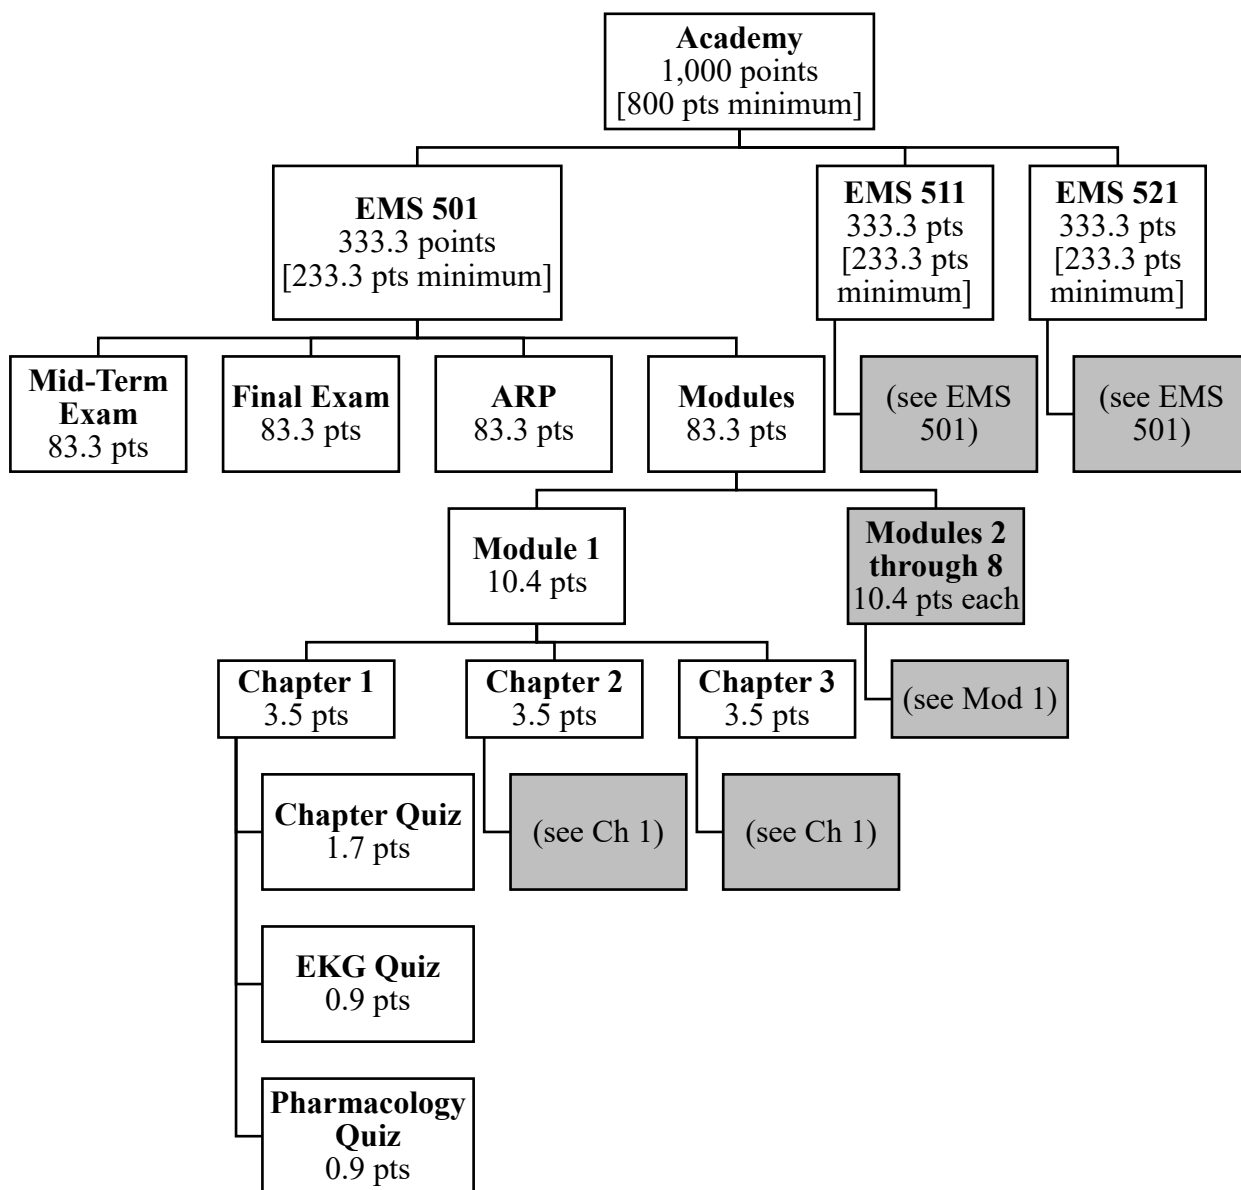 Academy
1,000 points
[800 pts minimum]
EMS 501
333.3 points
[233.3 pts minimum]
EMS 511
333.3 pts
[233.3 pts
minimum]
EMS 521
333.3 pts
[233.3 pts
minimum]
Mid-Term
Exam
83.3 pts
Final Exam
83.3 pts
ARP
83.3 pts
Modules
83.3 pts
(see EMS
501)
(see EMS
501)
Module 1
10.4 pts
Modules 2
through 8
10.4 pts each
Chapter 1
3.5 pts
Chapter 2
3.5 pts
Chapter 3
3.5 pts
(see Mod 1)
Chapter Quiz
1.7 pts
(see Ch 1)
(see Ch 1)
EKG Quiz
0.9 pts
Pharmacology
Quiz
0.9 pts